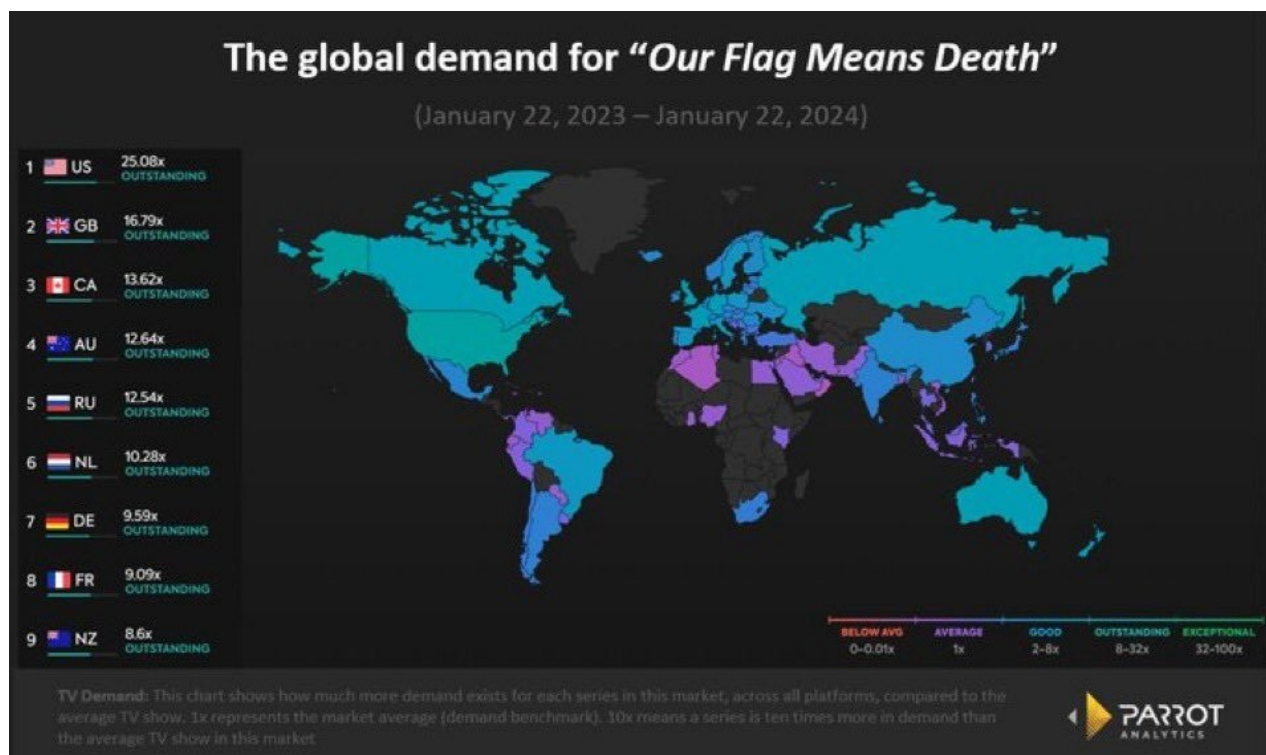 The global demand for “Our Flag Means Death”
(January 22, 2023 – January 22, 2024)
1 US 25.08x
OUTSTANDING
2 GB 16.79x
OUTSTANDING
3 CA 13.62x
OUTSTANDING
4 AU 12.64x
OUTSTANDING
5 RU 12.54x
OUTSTANDING
6 NL 10.28x
OUTSTANDING
7 DE 9.59x
OUTSTANDING
8 FR 9.09x
OUTSTANDING
9 NZ 8.6x
OUTSTANDING
BELOW AVG AVERAGE GOOD OUTSTANDING EXCEPTIONAL
0-0.01x 1x 2-8x 8-32x 32-100x
TV Demand: This chart shows how much more demand exists for each series in this market, across all platforms, compared to the
average TV show. 1x represents the market average (demand benchmark). 10x means a series is ten times more in demand than
the average TV show in this market
PARROT
ANALYTICS